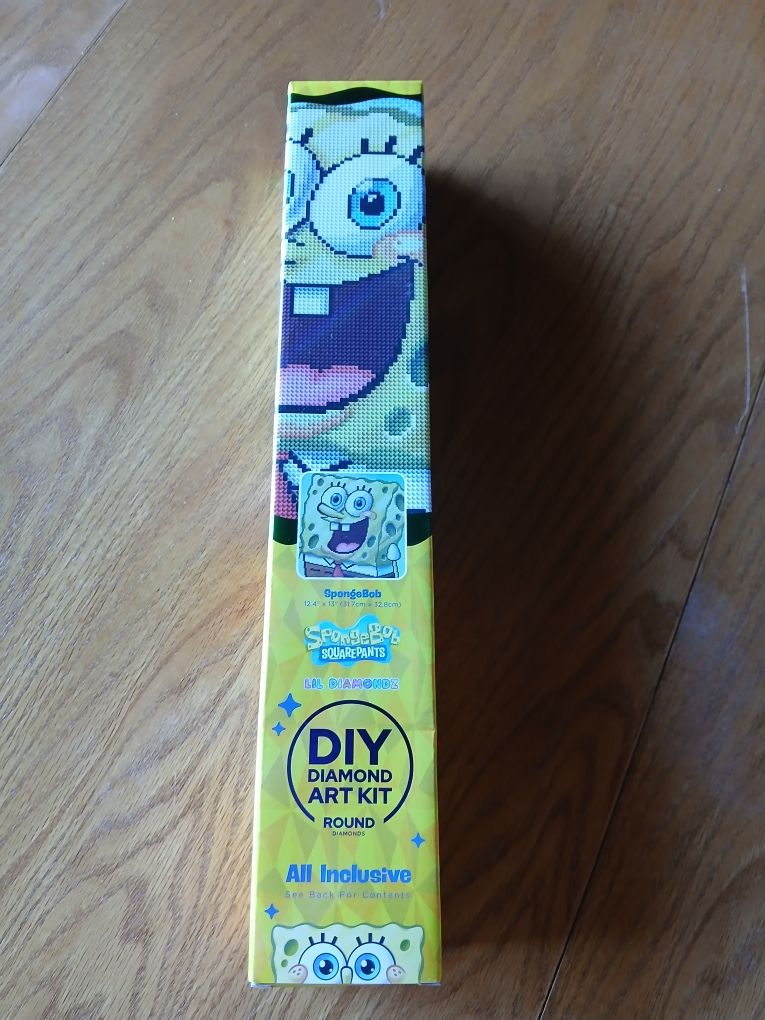 SpongeBob
12.4" x 13" (31.7cm x 32.8cm)
SpongeBob
SQUAREPANTS
LIL DIAMONDZ
DIY
DIAMOND
ART KIT
ROUND
DIAMONDS
All Inclusive
See Back For Contents